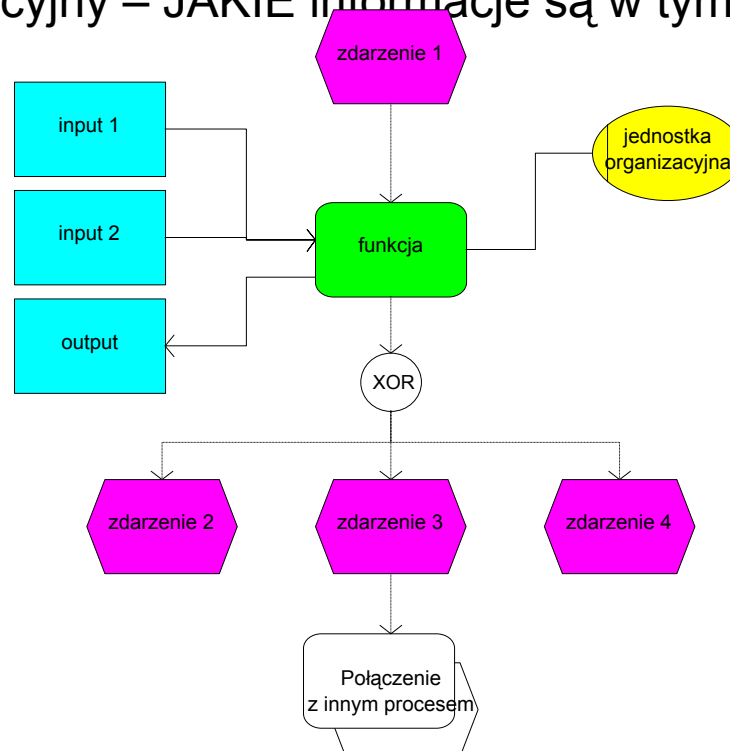 cyjny – JAKIE informacje są w tym
zdarzenie 1
input 1
jednostka
organizacyjna
input 2
funkcja
output
XOR
zdarzenie 2
zdarzenie 3
zdarzenie 4
Połączenie
z innym procesem